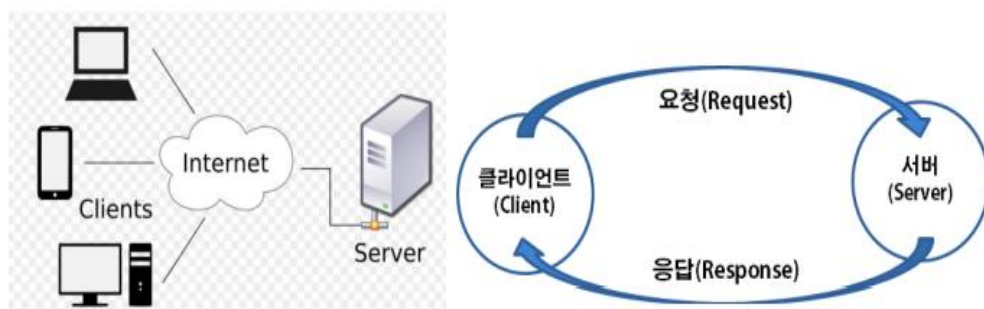 Internet
Clients
Server
요청(Request)
클라이언트
(Client)
서버
(Server)
응답(Response)